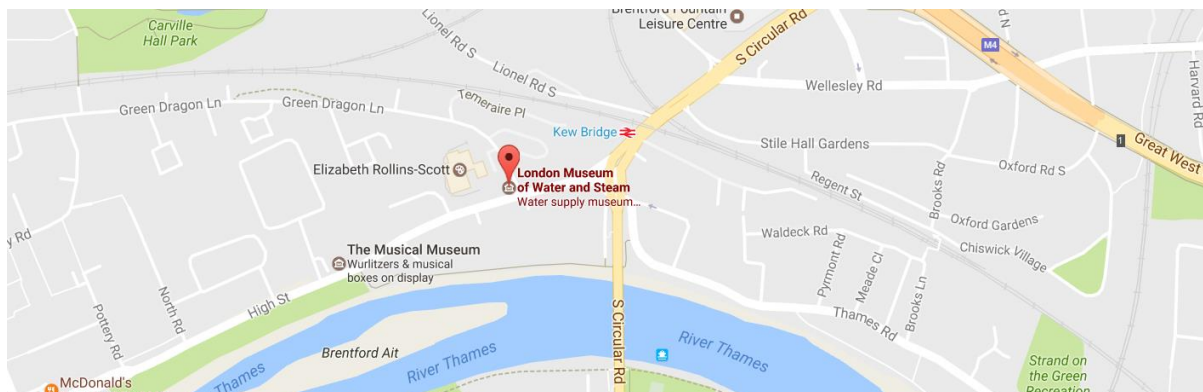 Carville
Hall Park
Brentford Fountain
Leisure Centre
S Circular Rd
M4
Lionel Rd S
Lionel Rd S
Wellesley Rd
Harvard Rd
Green Dragon Ln
Green Dragon Ln
Temeraire Pl
Kew Bridge
Stile Hall Gardens
1
Great West
Elizabeth Rollins-Scott
London Museum
of Water and Steam
Water supply museum...
Oxford Rd S
Regent St
Brooks Rd
Oxford Gardens
Waldeck Rd
Chiswick Village
The Musical Museum
Wurlitzers & musical
boxes on display
Pyrmont Rd
Meade Cl
Brooks Ln
High St
North Rd
Pottery Rd
S Circular Rd
Thames Rd
Brentford Ait
River Thames
River Thames
Thames
Strand on
the Green
Recreation
McDonald's